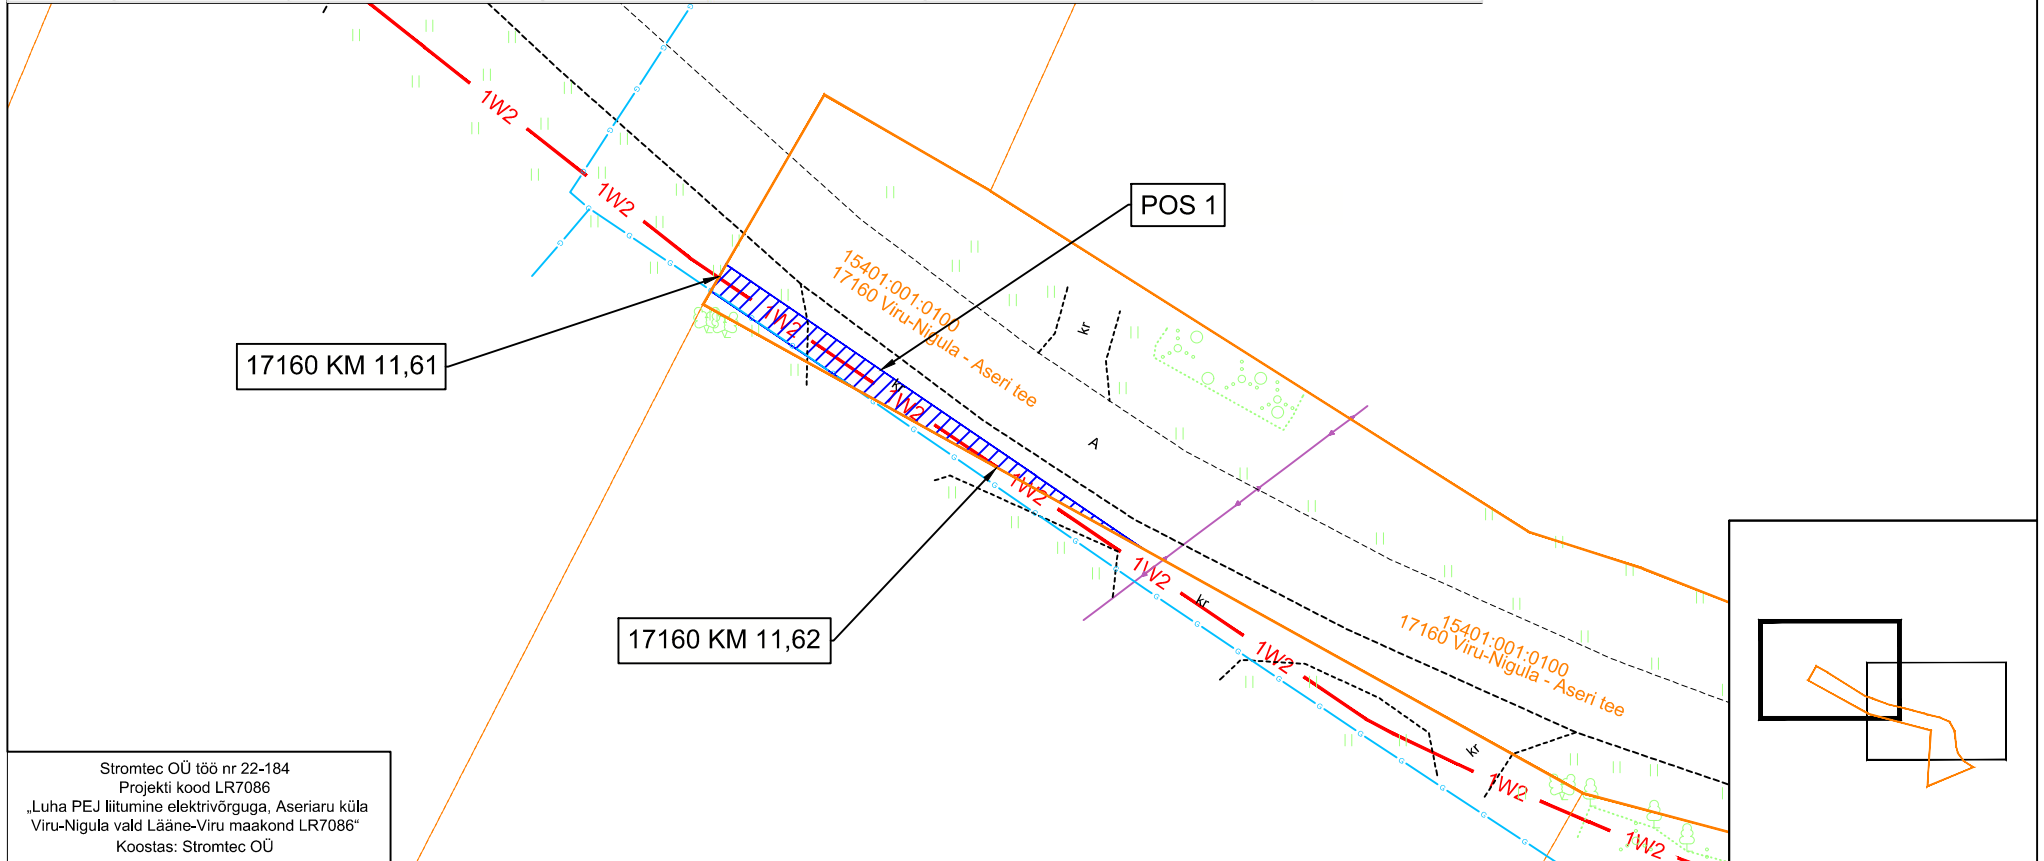 1W2
1W2
POS 1
15401:001:0100
17160 Viru-Nigula - Aseri tee
kr
1W2
17160 KM 11,61
kr
1W2
A
1W2
1W2
kr
17160 KM 11,62
15401:001:0100
17160 Viru-Nigula - Aseri tee
1W2
kr
1W2
1W2
Stromtec OÜ töö nr 22-184
Projekti kood LR7086
„Luha PEJ liitumine elektrivõrguga, Aseriaru küla
Viru-Nigula vald Lääne-Viru maakond LR7086“
Koostas: Stromtec OÜ